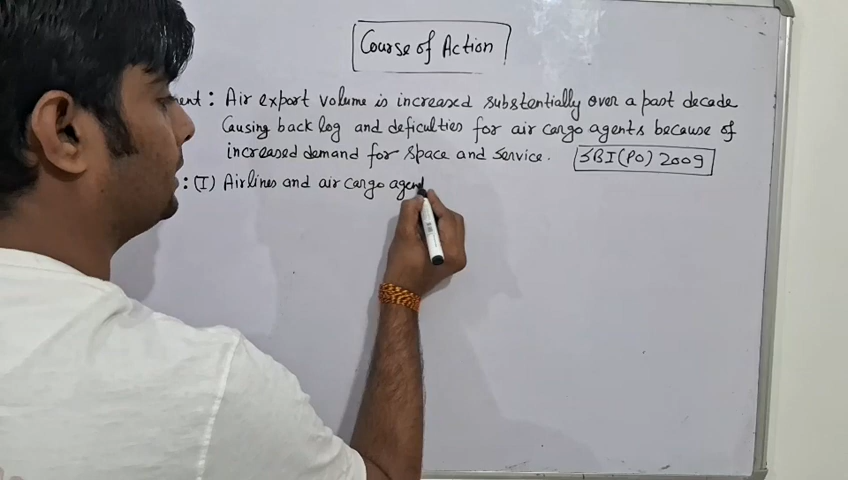 Course of Action
ment : Air export volume is increased substentially over a past decade
Causing back log and deficulties for air cargo agents because of
increased demand for space and service. SBI(PO) 2009
: (I) Airlines and air cargo agent